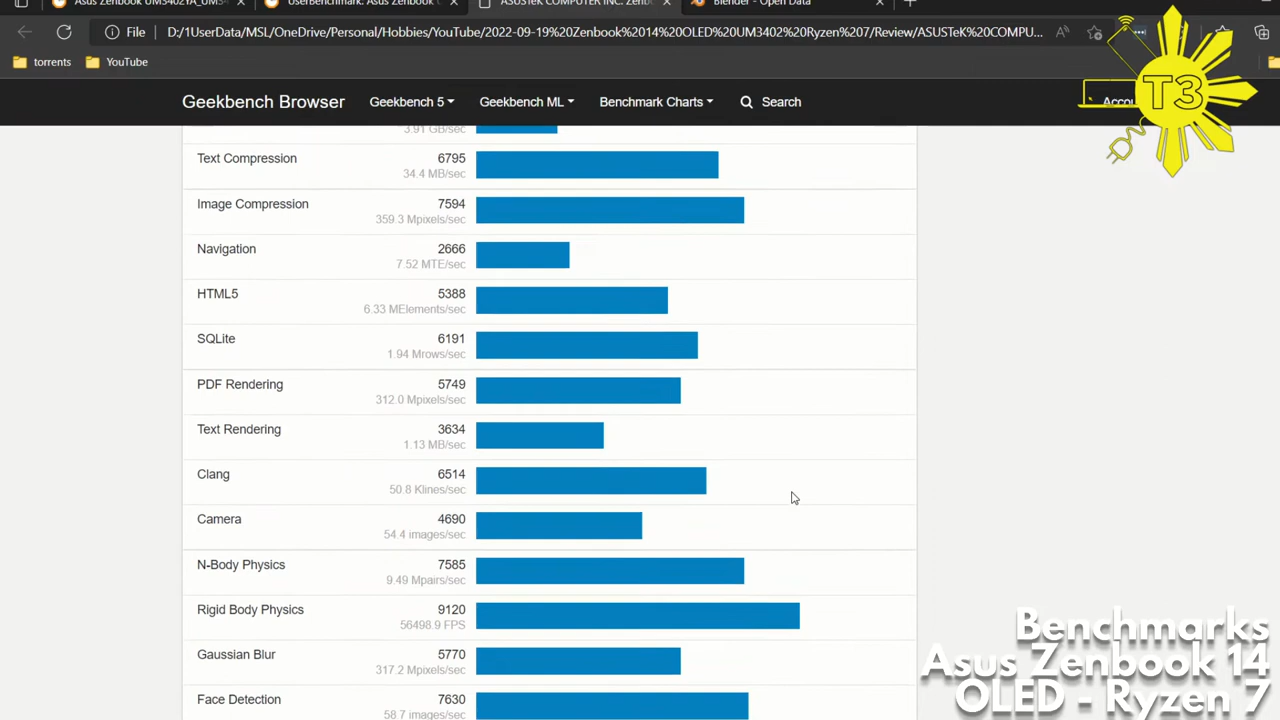 Asus Zenbook UM3402YA_UM34
UserBenchmark: Asus Zenbook
ASUSTeK COMPUTER INC. Zenb
Blender - Open Data
File
D:/1UserData/MSL/OneDrive/Personal/Hobbies/YouTube/2022-09-19%20Zenbook%2014%20OLED%20UM3402%20Ryzen%207/Review/ASUSTeK%20COMPU...
torrents
YouTube
T3
Geekbench Browser
Geekbench 5
Geekbench ML
Benchmark Charts
Search
Accou
3.91 GB/sec
Text Compression 6795
34.4 MB/sec
Image Compression 7594
359.3 Mpixels/sec
Navigation 2666
7.52 MTE/sec
HTML5 5388
6.33 MElements/sec
SQLite 6191
1.94 Mrows/sec
PDF Rendering 5749
312.0 Mpixels/sec
Text Rendering 3634
1.13 MB/sec
Clang 6514
50.8 Klines/sec
Camera 4690
54.4 images/sec
N-Body Physics 7585
9.49 Mpairs/sec
Rigid Body Physics 9120
56498.9 FPS
Gaussian Blur 5770
317.2 Mpixels/sec
Face Detection 7630
58.7 images/sec
Benchmarks
Asus Zenbook 14
OLED - Ryzen 7